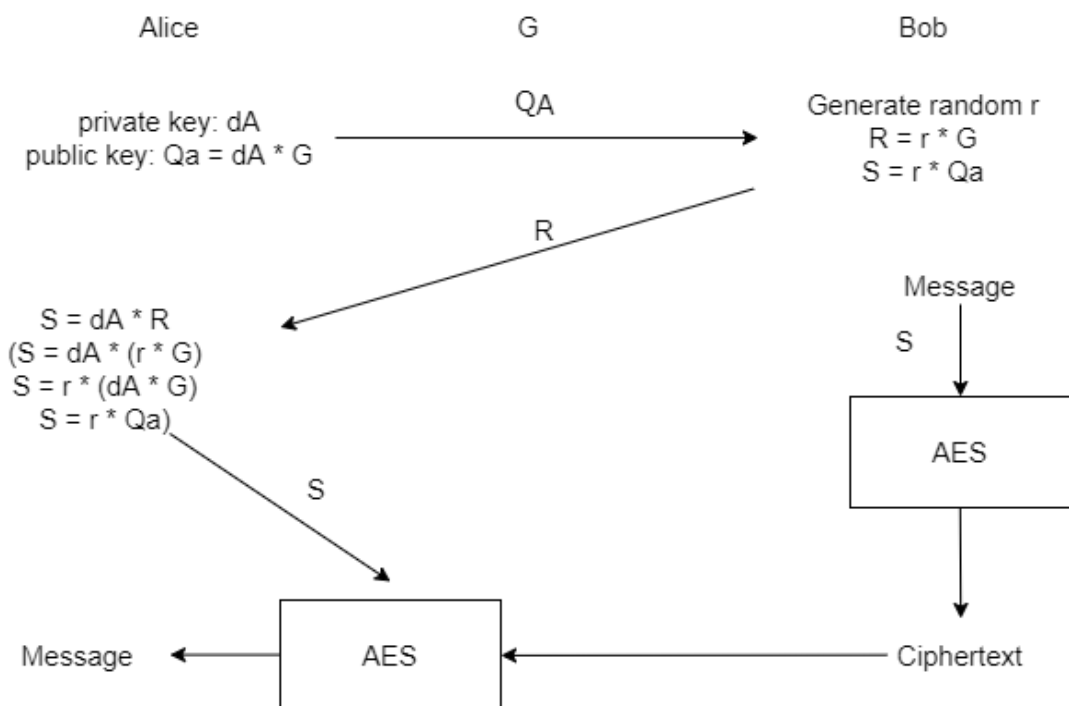 Alice
G
Bob
private key: dA
public key: Qa = dA * G
QA
Generate random r
R = r * G
S = r * Qa
R
S = dA * R
(S = dA * (r * G)
S = r * (dA * G)
S = r * Qa)
Message
S
AES
S
Message
AES
Ciphertext